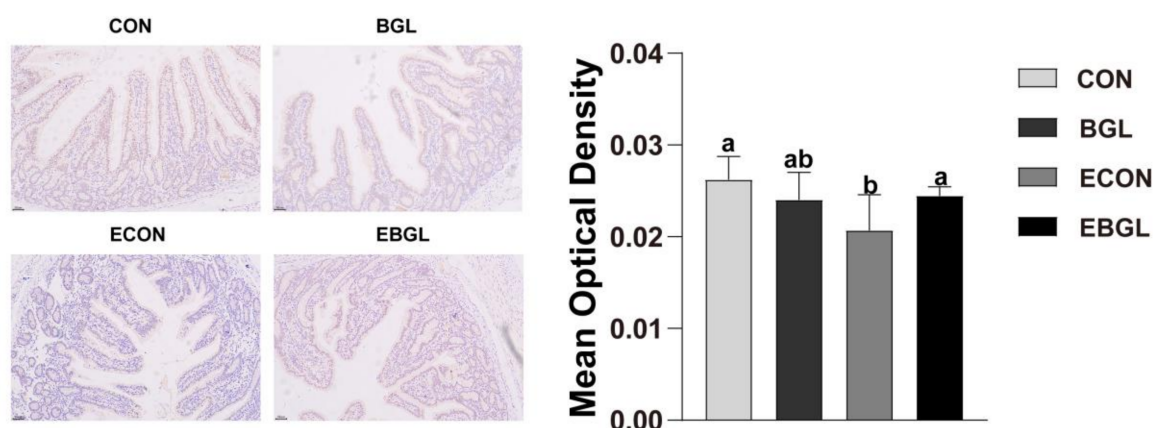 CON
BGL
ECON
EBGL
Mean Optical Density
0.04
0.03
0.02
0.01
0.00
a
ab
b
a
CON
BGL
ECON
EBGL